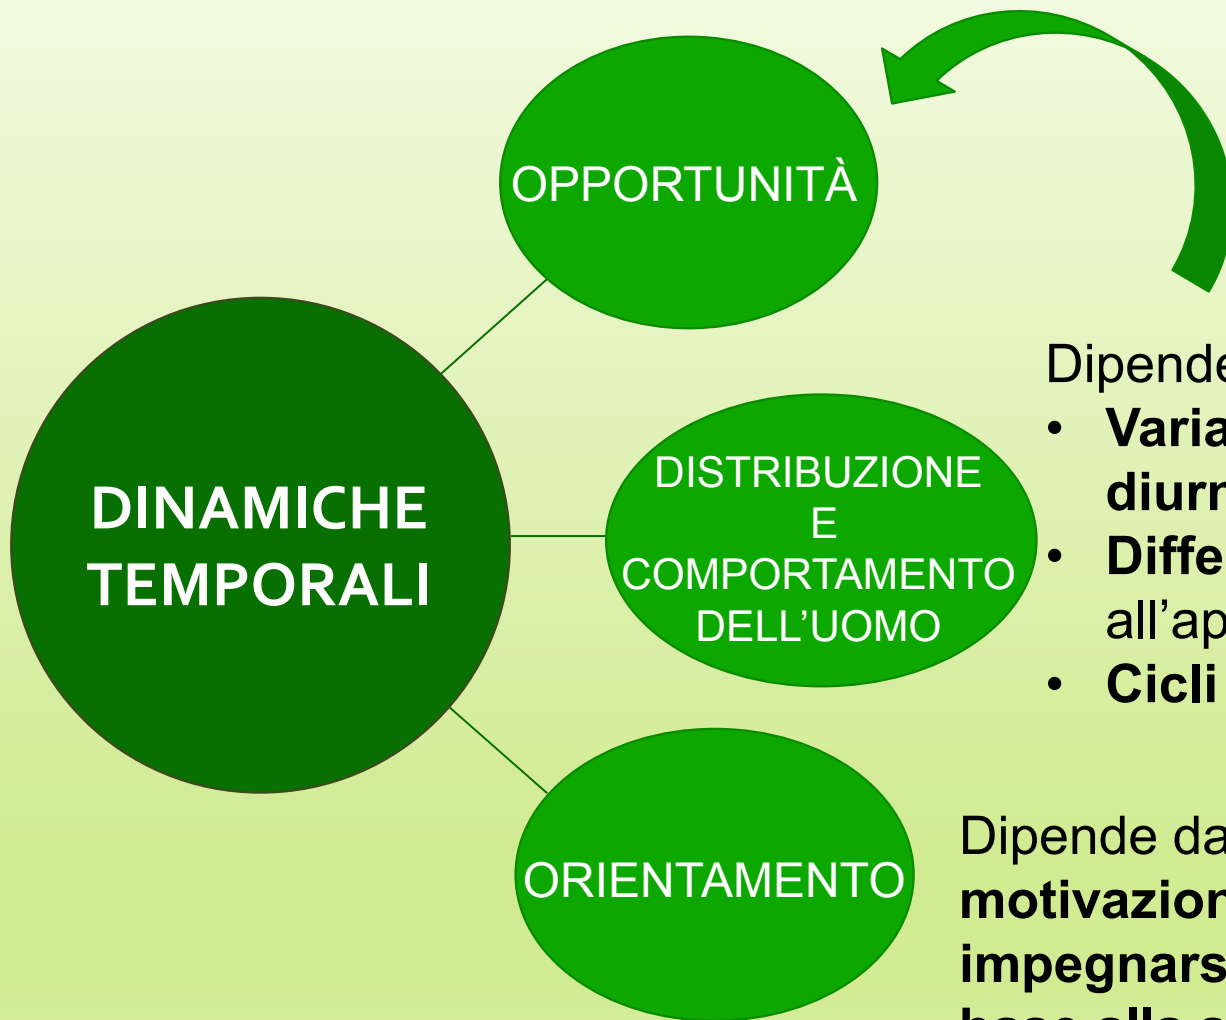 OPPORTUNITÀ
DINAMICHE
TEMPORALI
DISTRIBUZIONE
E
COMPORTAMENTO
DELL’UOMO
ORIENTAMENTO
Dipende
• Varia
diurn
• Diffe
all’ap
• Cicli
Dipende da
motivazion
impegnars